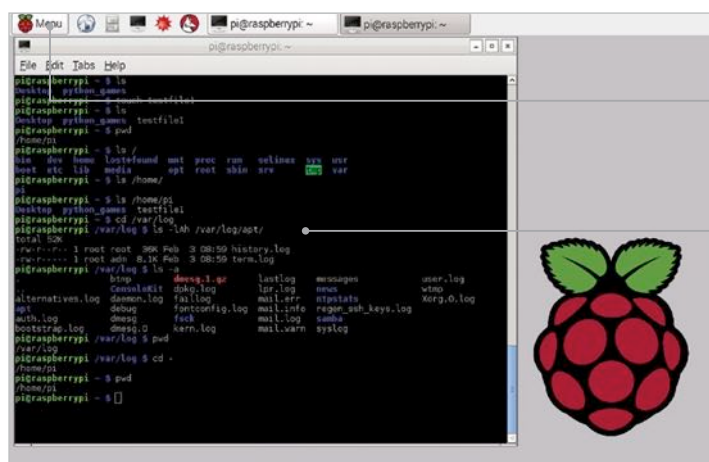 Menu pi@raspberrypi: ~ pi@raspberrypi: ~
pi@raspberrypi: ~
File Edit Tabs Help
pi@raspberrypi ~ $ ls
Desktop python_games
pi@raspberrypi ~ $ touch testfile1
pi@raspberrypi ~ $ ls
Desktop python_games testfile1
pi@raspberrypi ~ $ pwd
/home/pi
pi@raspberrypi ~ $ ls /
bin dev home lost+found mnt proc run selinux sys usr
boot etc lib media opt root sbin srv tmp var
pi@raspberrypi ~ $ ls /home/
pi
pi@raspberrypi ~ $ ls /home/pi
Desktop python_games testfile1
pi@raspberrypi ~ $ cd /var/log
pi@raspberrypi /var/log $ ls -lAh /var/log/apt/
total 52K
-rw-r--r-- 1 root root 36K Feb 3 08:59 history.log
-rw-r----- 1 root adm 8.1K Feb 3 08:59 term.log
pi@raspberrypi /var/log $ ls -a
. btmp dmesg.1.gz lastlog messages user.log
.. ConsoleKit dpkg.log lpr.log news wtmp
alternatives.log daemon.log faillog mail.err ntpstats Xorg.0.log
apt debug fontconfig.log mail.info regen_ssh_keys.log
auth.log dmesg fsck mail.log samba
bootstrap.log dmesg.0 kern.log mail.warn syslog
pi@raspberrypi /var/log $ pwd
/var/log
pi@raspberrypi /var/log $ cd -
/home/pi
pi@raspberrypi ~ $ pwd
/home/pi
pi@raspberrypi ~ $